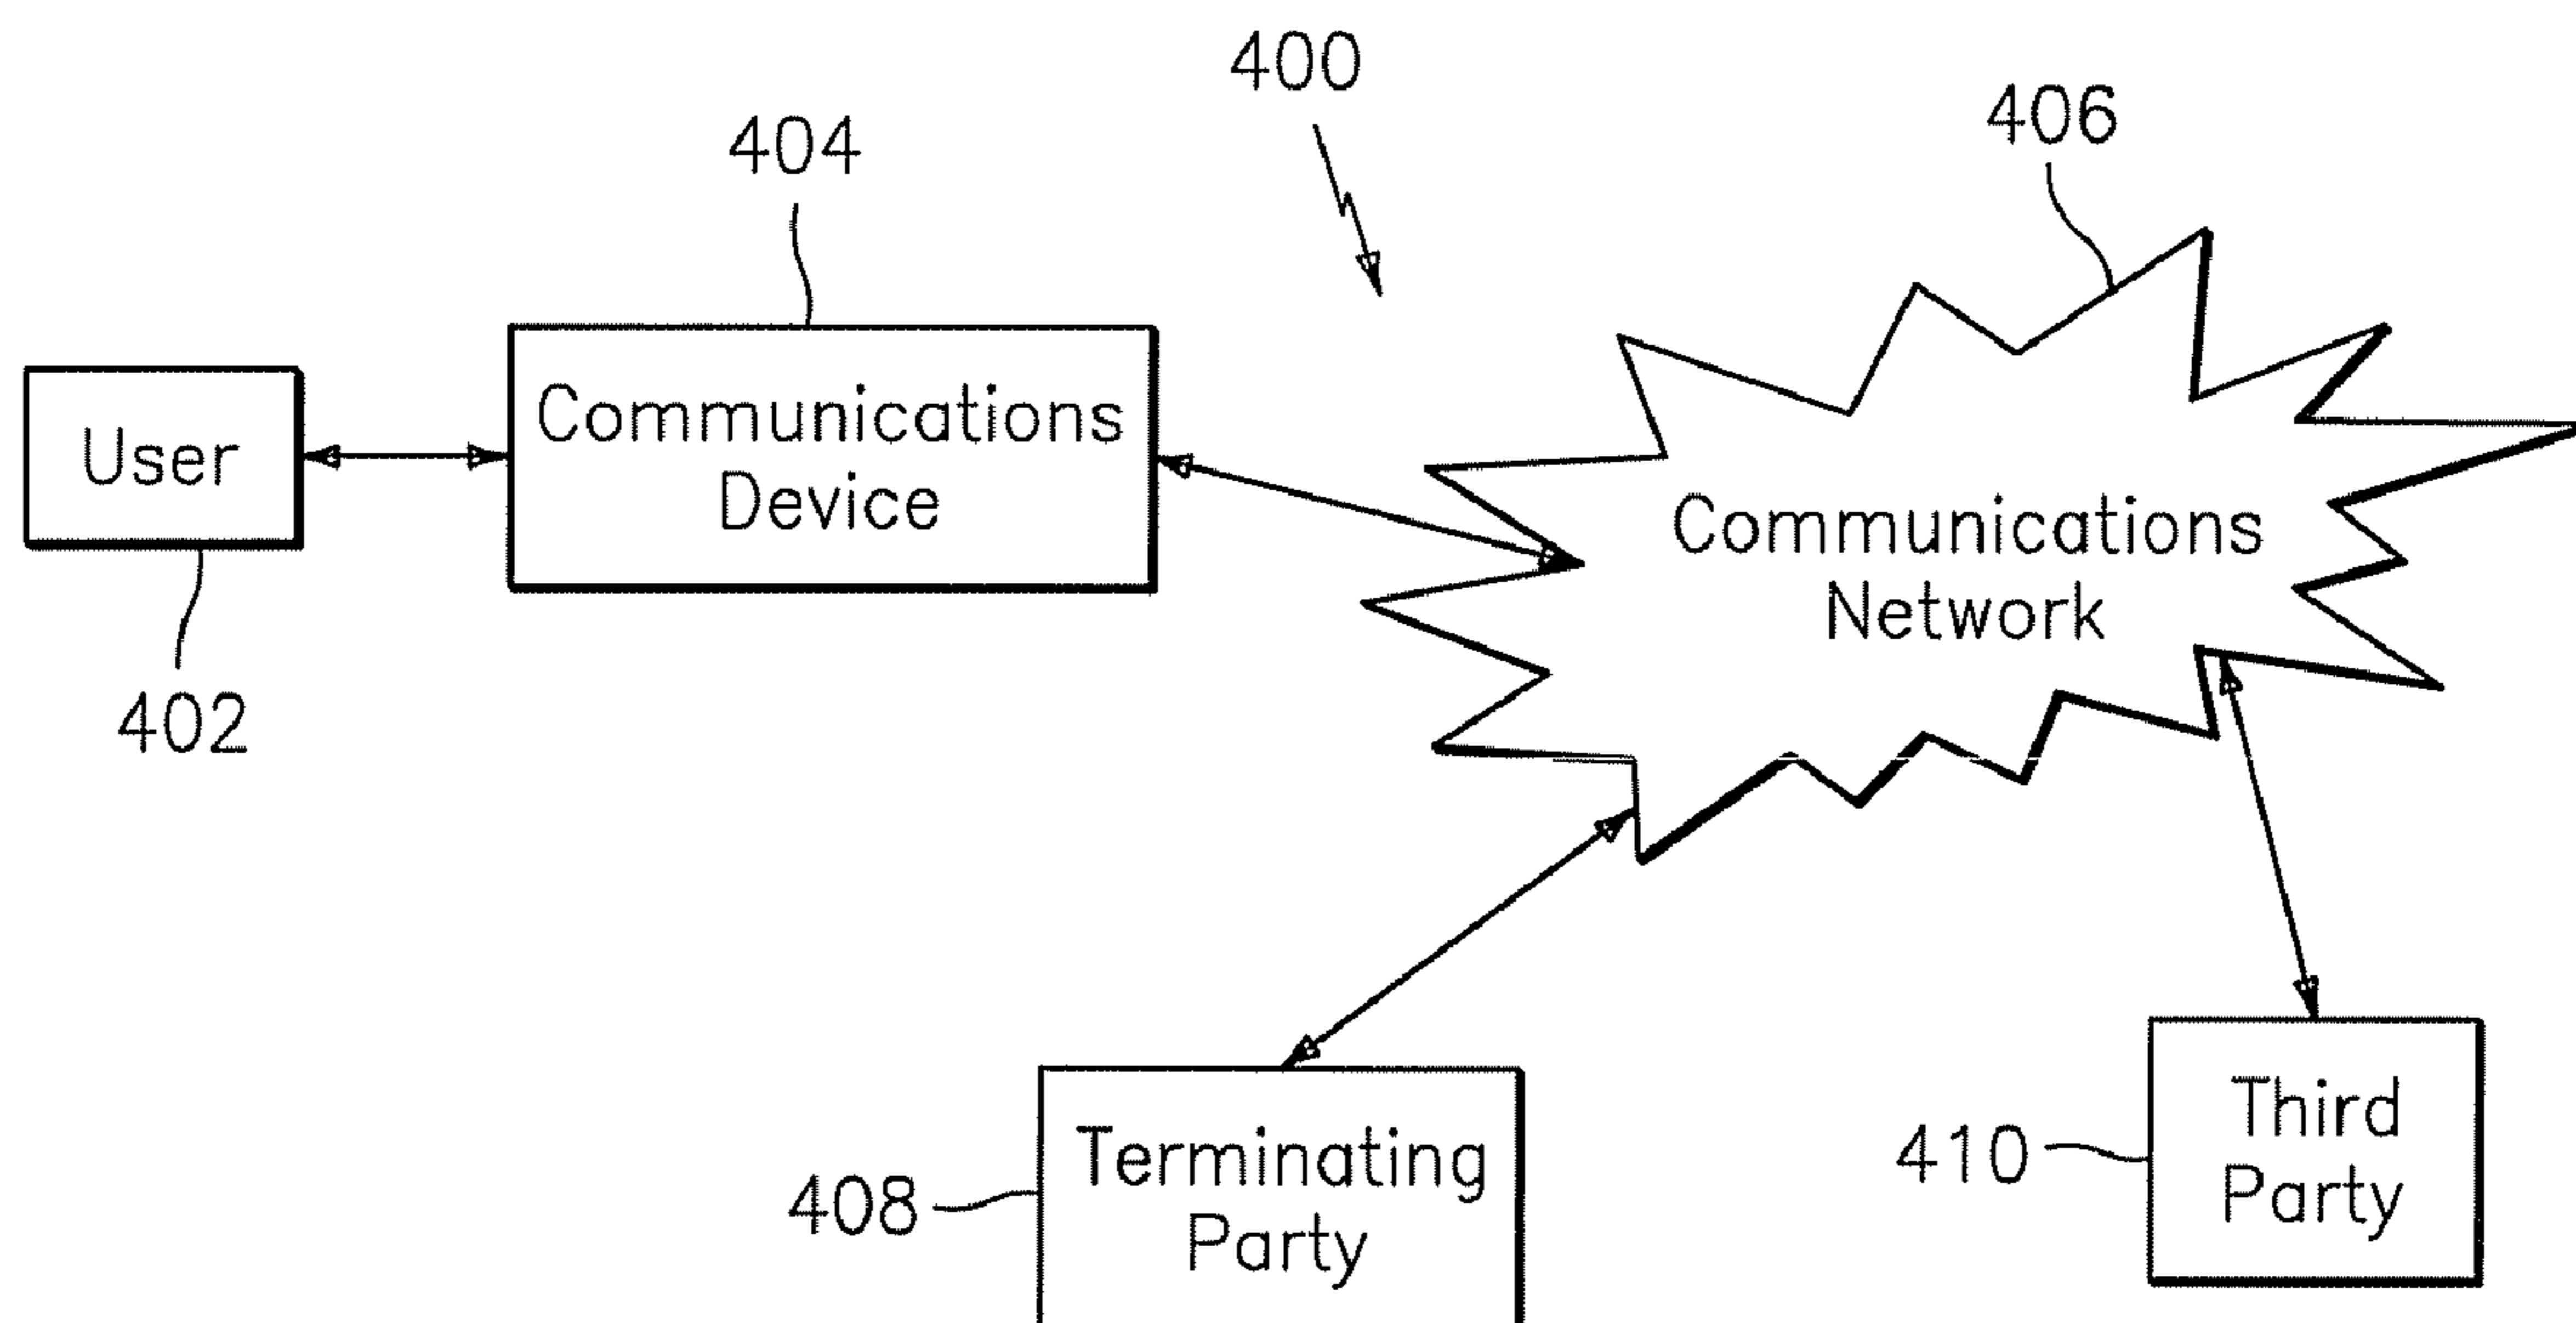 400
406
404
User
Communications
Device
Communications
Network
402
Terminating
Party
408
Third
Party
410